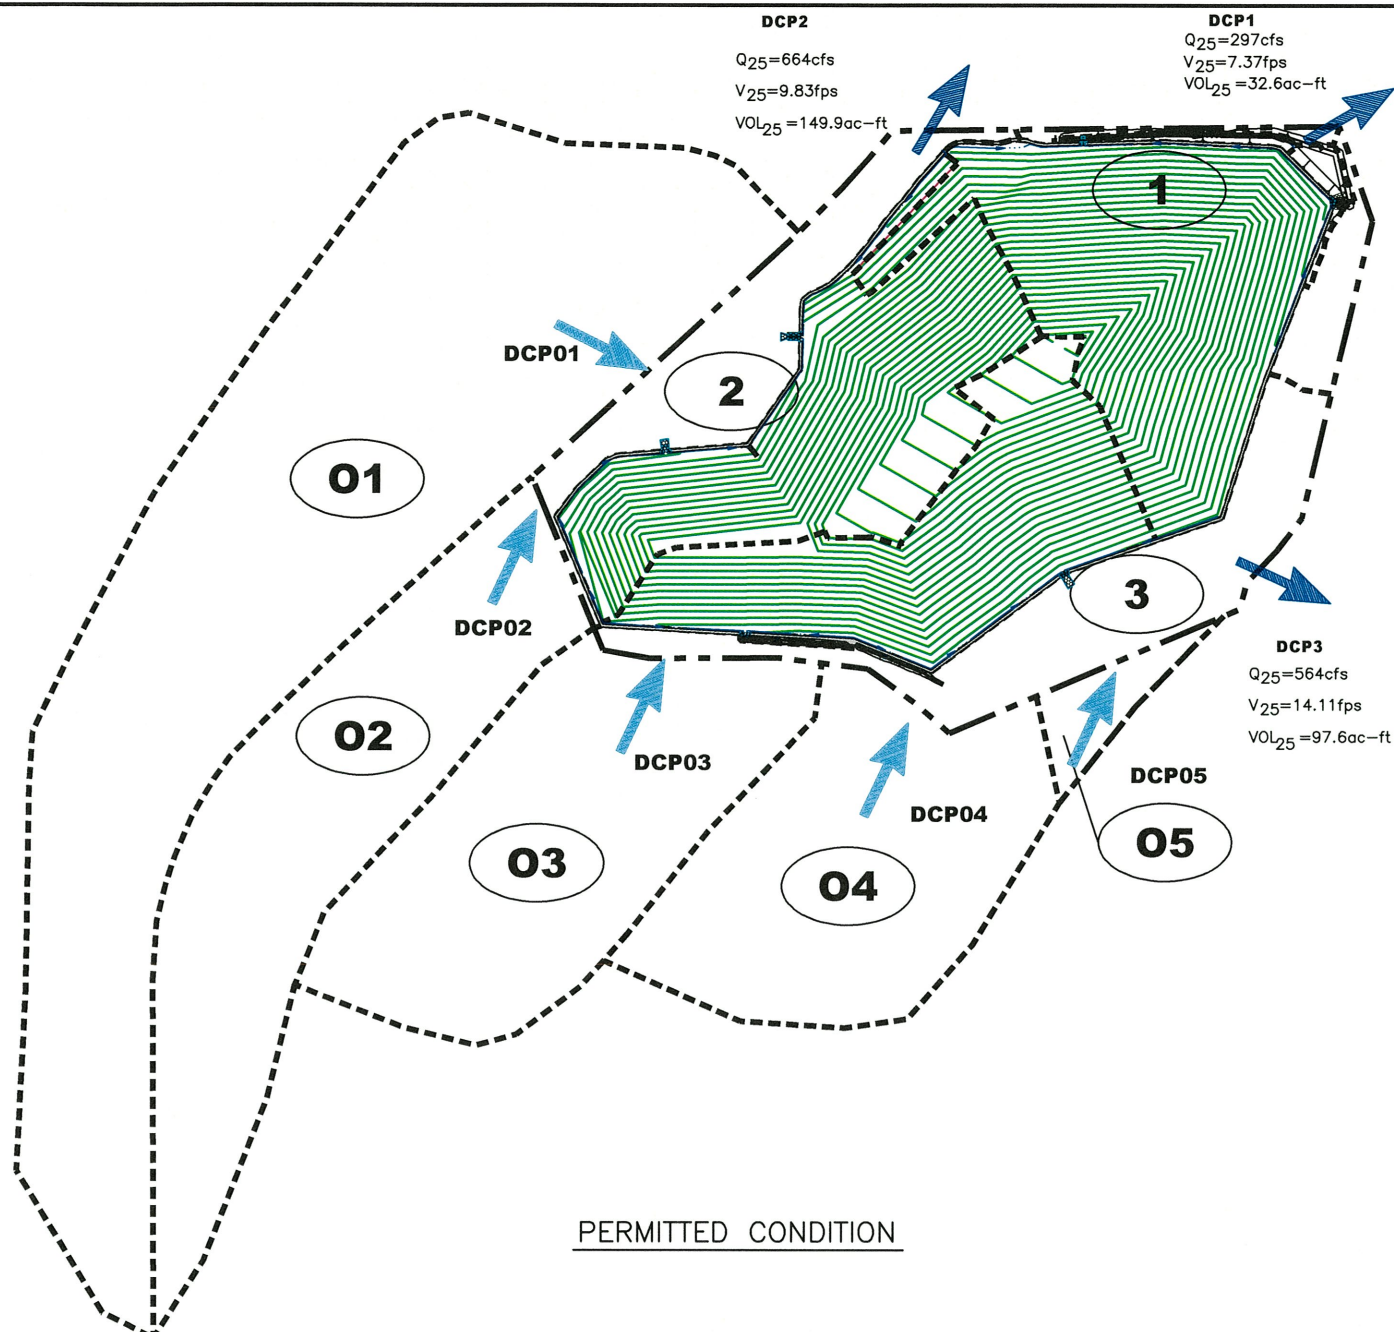 DCP2
Q25=664cfs
V25=9.83fps
VOL25=149.9ac-ft
DCP1
Q25=297cfs
V25=7.37fps
VOL25=32.6ac-ft
1
DCP01
2
O1
DCP02
3
DCP3
Q25=564cfs
V25=14.11fps
VOL25=97.6ac-ft
O2
DCP03
DCP05
DCP04
O5
O3
O4
PERMITTED CONDITION